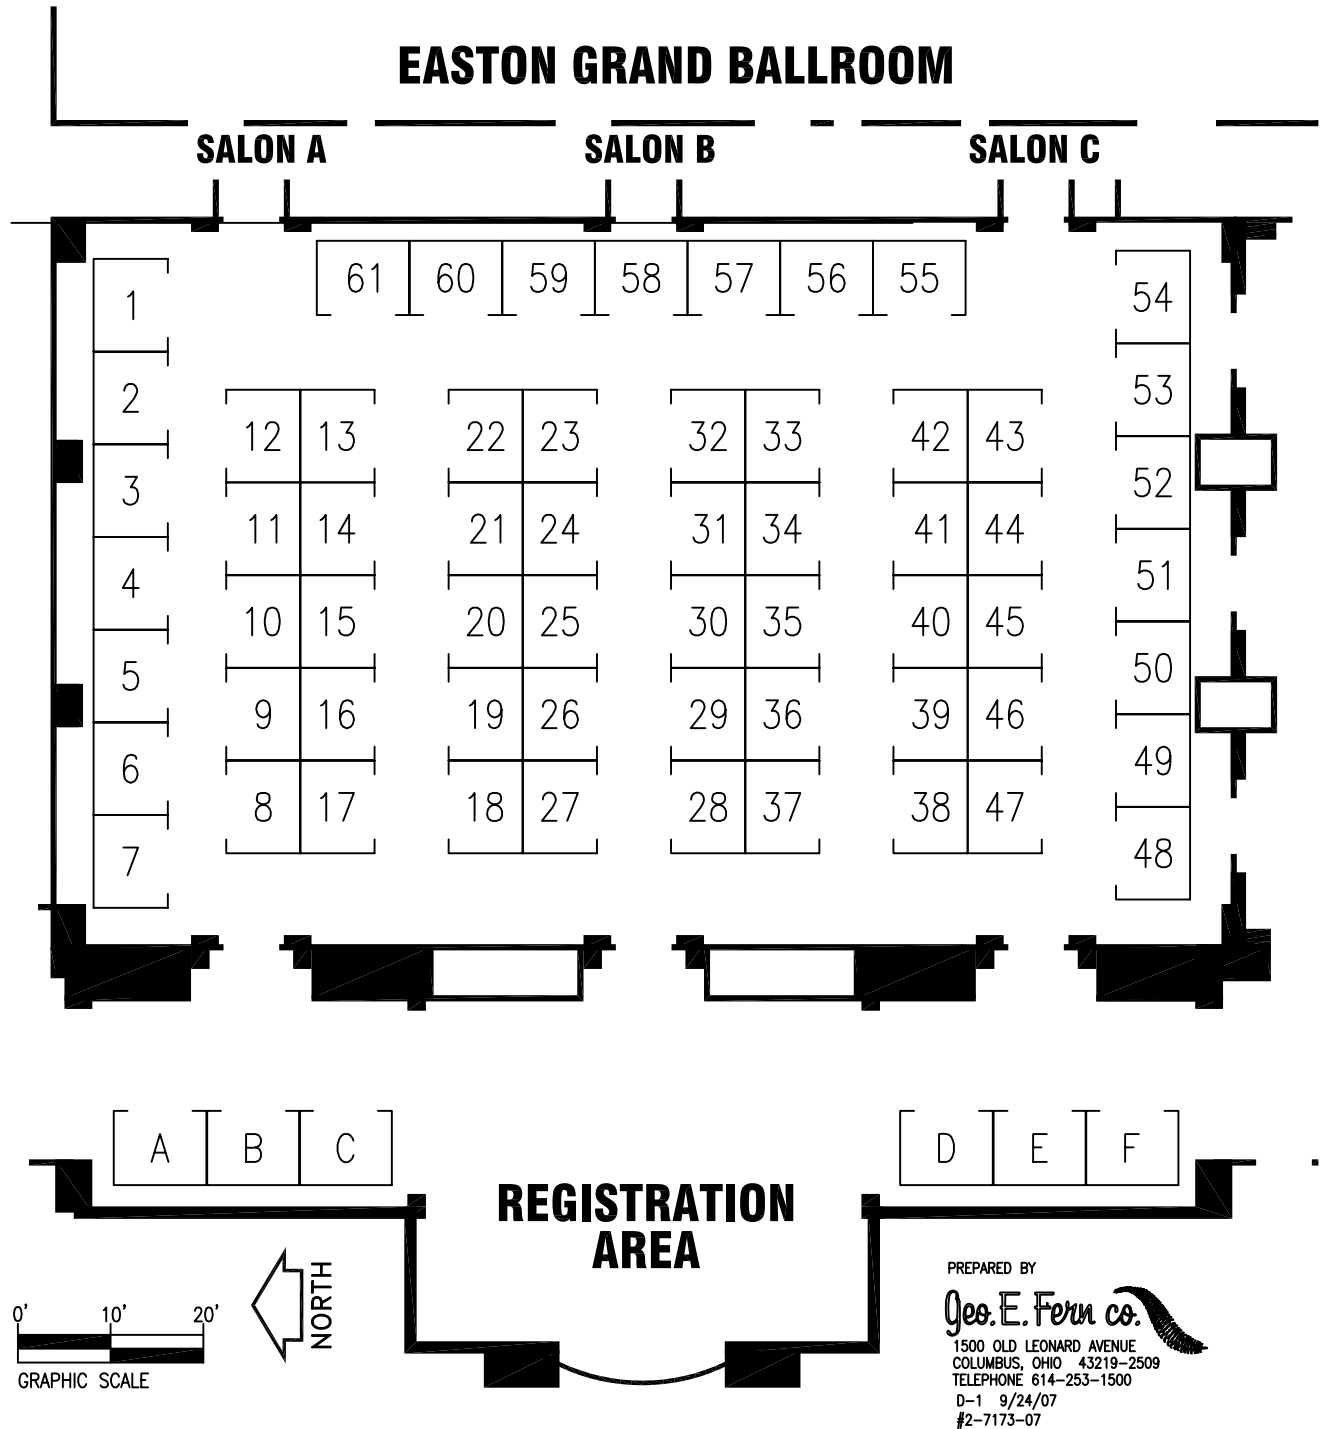 EASTON GRAND BALLROOM
SALON A SALON B SALON C
61 60 59 58 57 56 55
1 54
2 53
12 13 22 23 32 33 42 43
3 52
11 14 21 24 31 34 41 44
4 51
10 15 20 25 30 35 40 45
5 50
9 16 19 26 29 36 39 46
6 49
8 17 18 27 28 37 38 47
7 48
A B C D E F
REGISTRATION
AREA
NORTH
0' 10' 20'
GRAPHIC SCALE
PREPARED BY
Geo. E. Fern co.
1500 OLD LEONARD AVENUE
COLUMBUS, OHIO 43219-2509
TELEPHONE 614-253-1500
D-1 9/24/07
#2-7173-07